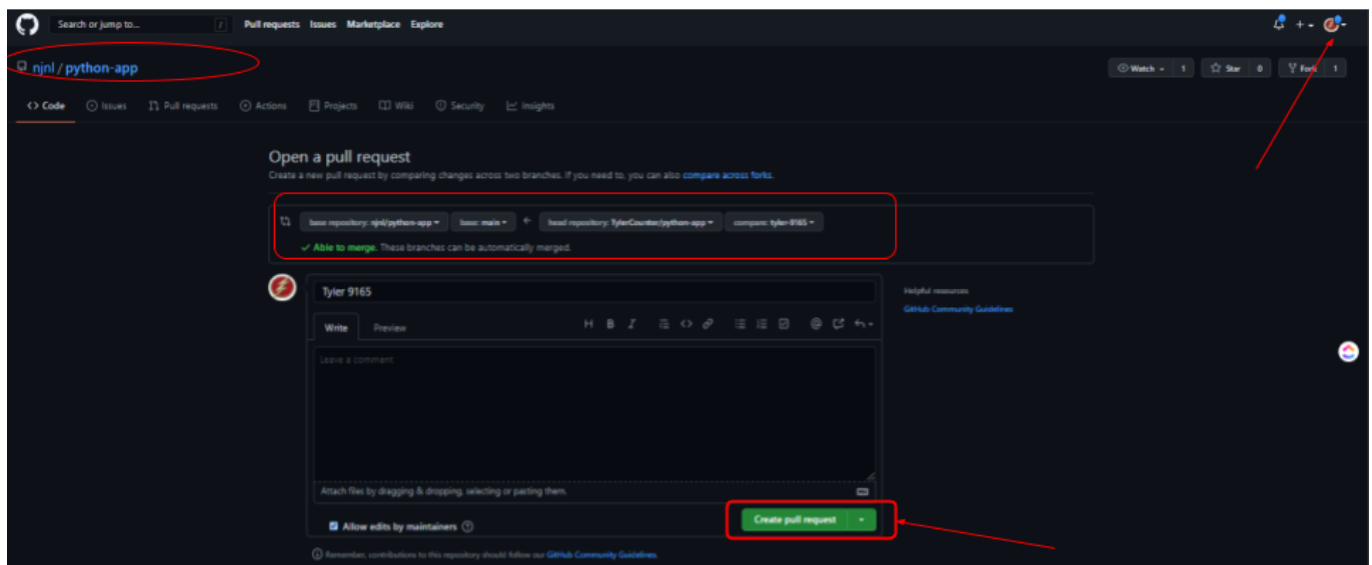 Search or jump to... / Pull requests Issues Marketplace Explore
njnl / python-app
Watch 1 Star 0 Fork 1
Code Issues Pull requests Actions Projects Wiki Security Insights
Open a pull request
Create a new pull request by comparing changes across two branches. If you need to, you can also compare across forks.
base repository: njnl/python-app base: main head repository: TylerCounter/python-app compare: tyler-9165
Able to merge. These branches can be automatically merged.
Tyler 9165
Helpful resources
GitHub Community Guidelines
Write Preview H B I
Leave a comment
Attach files by dragging & dropping, selecting or pasting them.
Create pull request
Allow edits by maintainers
Remember, contributions to this repository should follow our GitHub Community Guidelines.